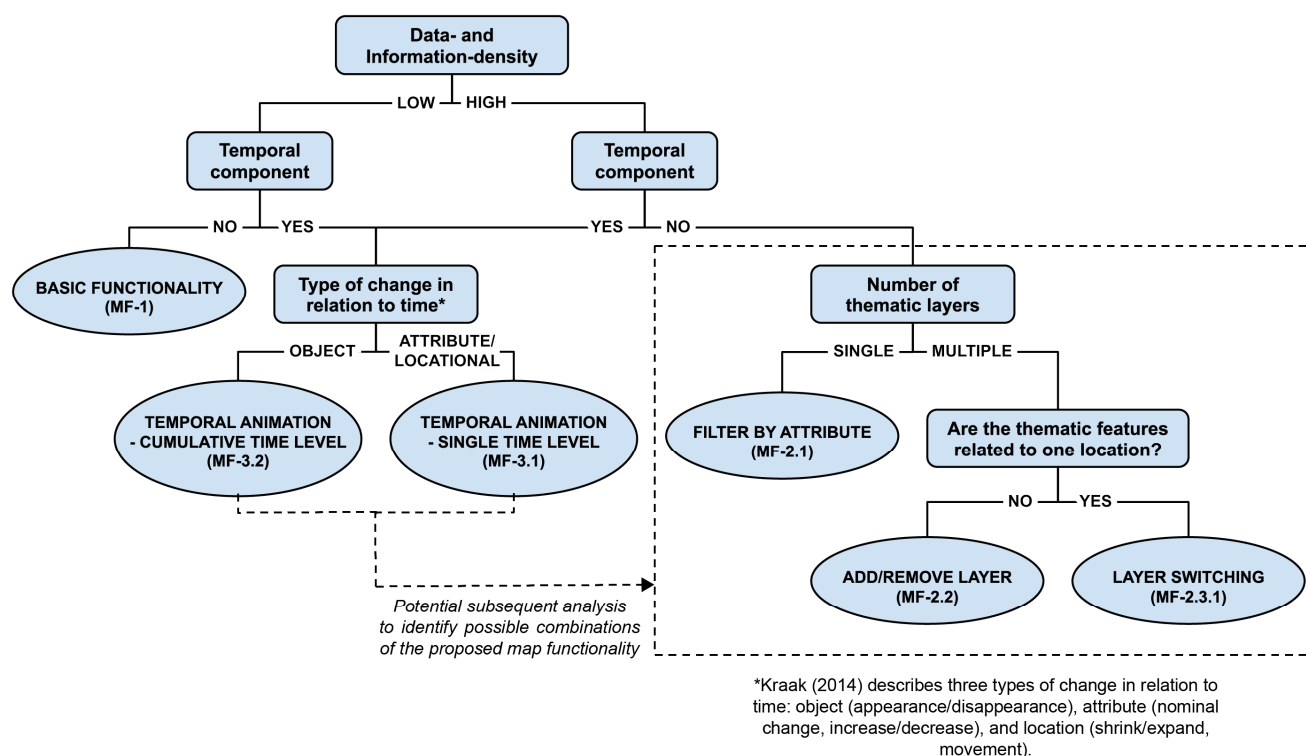 Data- and
Information-density
LOW
HIGH
Temporal
component
Temporal
component
NO
YES
YES
NO
BASIC FUNCTIONALITY
(MF-1)
Type of change in
relation to time*
Number of
thematic layers
OBJECT
ATTRIBUTE/
LOCATIONAL
SINGLE
MULTIPLE
TEMPORAL ANIMATION
- CUMULATIVE TIME LEVEL
(MF-3.2)
TEMPORAL ANIMATION
- SINGLE TIME LEVEL
(MF-3.1)
FILTER BY ATTRIBUTE
(MF-2.1)
Are the thematic features
related to one location?
NO
YES
ADD/REMOVE LAYER
(MF-2.2)
LAYER SWITCHING
(MF-2.3.1)
Potential subsequent analysis
to identify possible combinations
of the proposed map functionality
*Kraak (2014) describes three types of change in relation to
time: object (appearance/disappearance), attribute (nominal
change, increase/decrease), and location (shrink/expand,
movement).